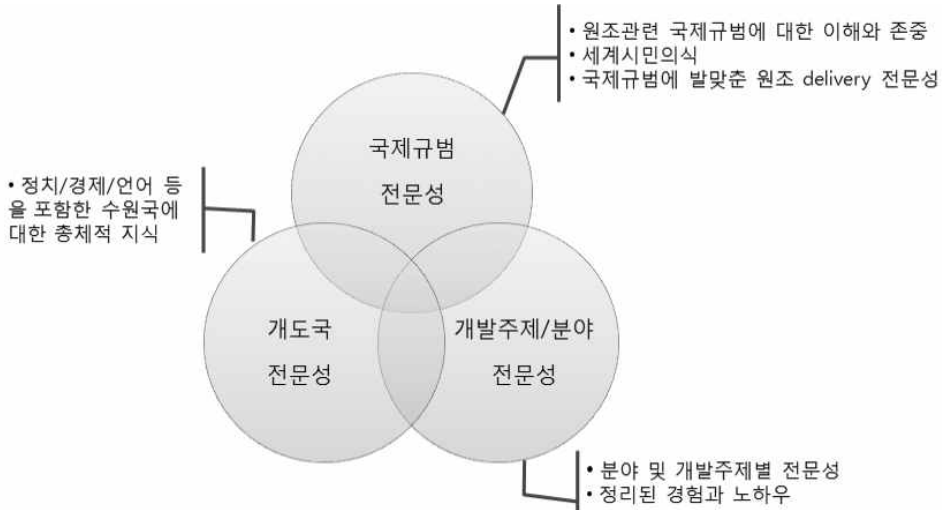 • 원조관련 국제규범에 대한 이해와 존중
• 세계시민의식
• 국제규범에 발맞춘 원조 delivery 전문성
국제규범
전문성
• 정치/경제/언어 등
을 포함한 수원국에
대한 총체적 지식
개도국
전문성
개발주제/분야
전문성
• 분야 및 개발주제별 전문성
• 정리된 경험과 노하우